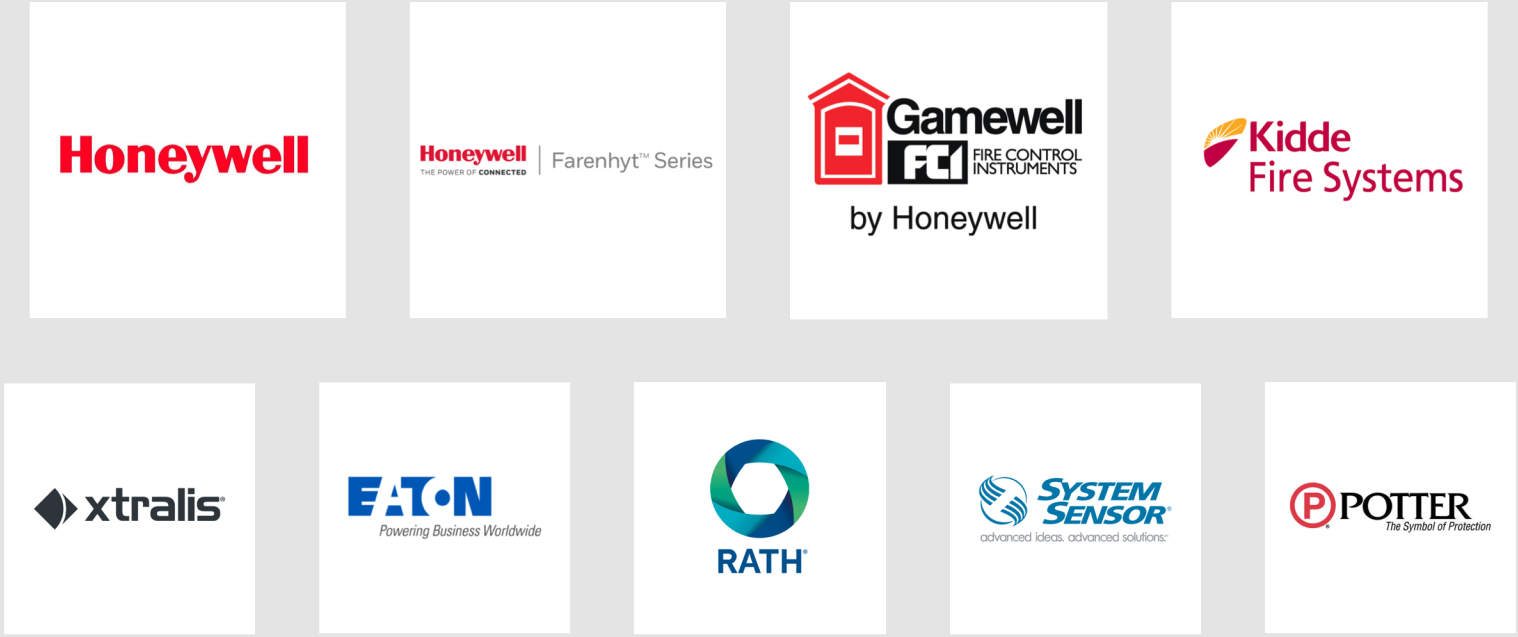 Honeywell
Honeywell
THE POWER OF CONNECTED
Farenhyt™ Series
Gamewell
FCI FIRE CONTROL
INSTRUMENTS
by Honeywell
Kidde
Fire Systems
xtralis®
EATON
Powering Business Worldwide
RATH®
SYSTEM
SENSOR®
advanced ideas. advanced solutions.™
P POTTER
The Symbol of Protection